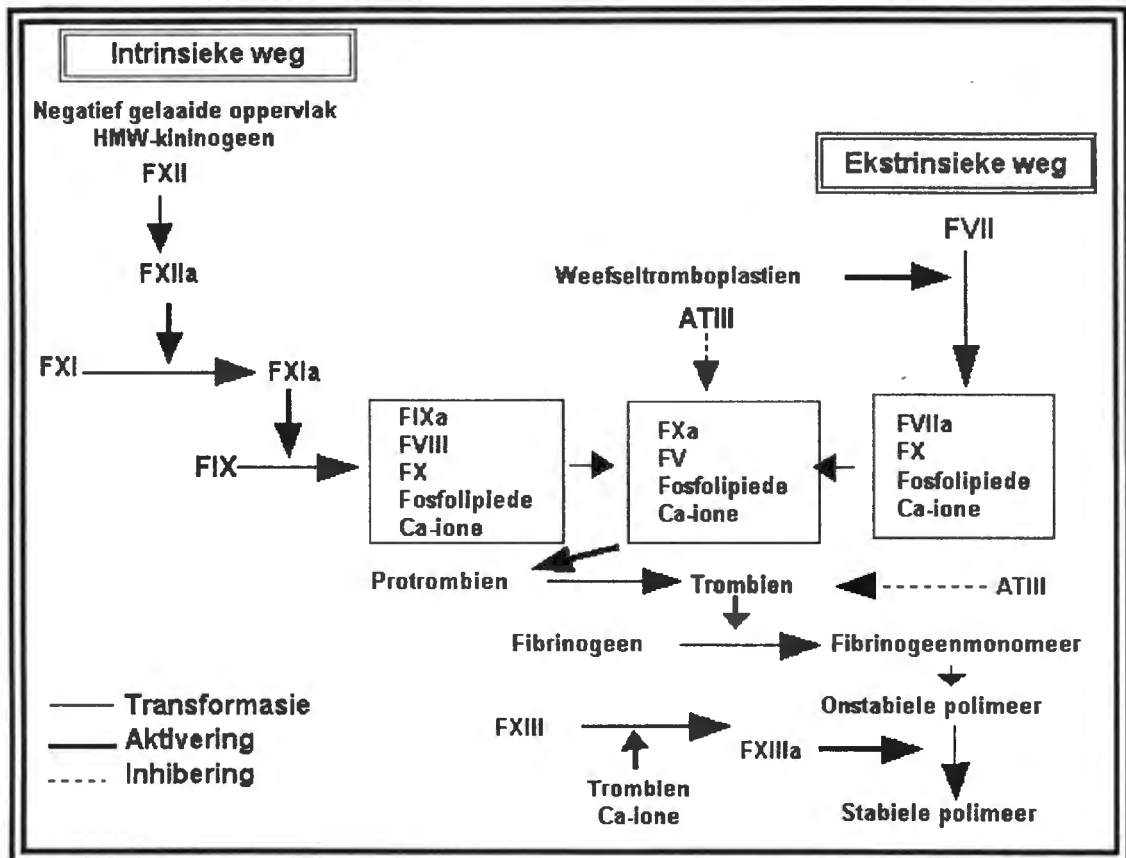 Intrinsieke weg
Negatief gelaaide oppervlak
HMW-kininogeen
FXII
FXIIa
FXI
FXIa
FIX
Ekstrinsieke weg
FVII
Weefseltromboplastien
ATIII
FIXa
FVIII
FX
Fosfolipiede
Ca-ione
FXa
FV
Fosfolipiede
Ca-ione
FVIIa
FX
Fosfolipiede
Ca-ione
Protrombien
Trombien
ATIII
Fibrinogeen
Fibrinogeenmonomeer
Onstabiele polimeer
FXIII
FXIIIa
Trombien
Ca-ione
Stabiele polimeer
Transformasie
Aktivering
Inhibering